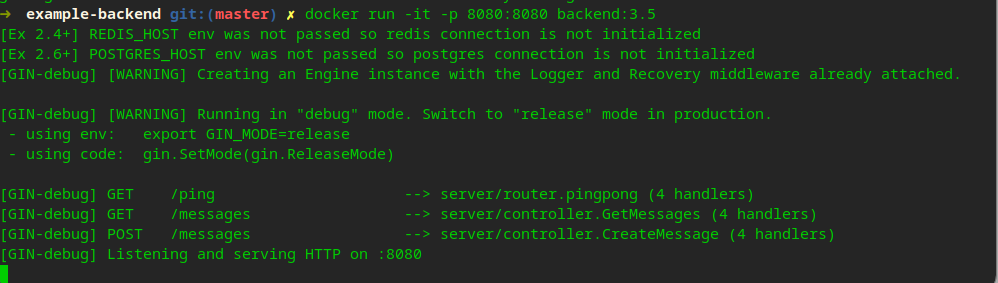 ➜  example-backend git:(master) ✗ docker run -it -p 8080:8080 backend:3.5
[Ex 2.4+] REDIS_HOST env was not passed so redis connection is not initialized
[Ex 2.6+] POSTGRES_HOST env was not passed so postgres connection is not initialized
[GIN-debug] [WARNING] Creating an Engine instance with the Logger and Recovery middleware already attached.
[GIN-debug] [WARNING] Running in "debug" mode. Switch to "release" mode in production.
 - using env:   export GIN_MODE=release
 - using code:  gin.SetMode(gin.ReleaseMode)
[GIN-debug] GET    /ping                     --> server/router.pingpong (4 handlers)
[GIN-debug] GET    /messages                 --> server/controller.GetMessages (4 handlers)
[GIN-debug] POST   /messages                 --> server/controller.CreateMessage (4 handlers)
[GIN-debug] Listening and serving HTTP on :8080